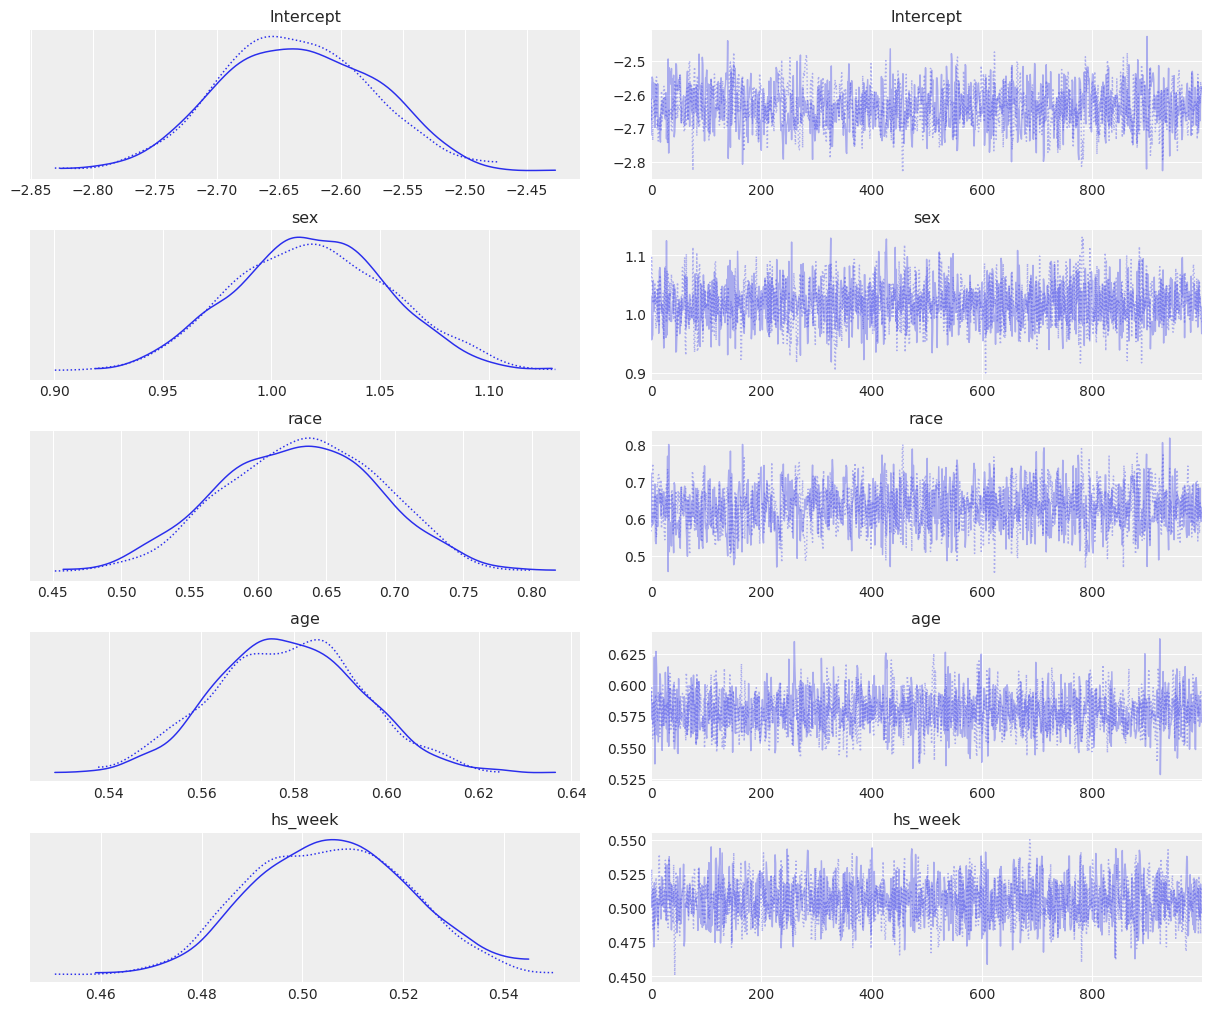 Intercept Intercept
−2.5
−2.6
−2.7
−2.8
−2.85 −2.80 −2.75 −2.70 −2.65 −2.60 −2.55 −2.50 −2.45 0 200 400 600 800
sex sex
1.1
1.0
0.9
0.90 0.95 1.00 1.05 1.10 0 200 400 600 800
race race
0.8
0.7
0.6
0.5
0.45 0.50 0.55 0.60 0.65 0.70 0.75 0.80 0 200 400 600 800
age age
0.625
0.600
0.575
0.550
0.525
0.54 0.56 0.58 0.60 0.62 0.64 0 200 400 600 800
hs_week hs_week
0.550
0.525
0.500
0.475
0.450
0.46 0.48 0.50 0.52 0.54 0 200 400 600 800